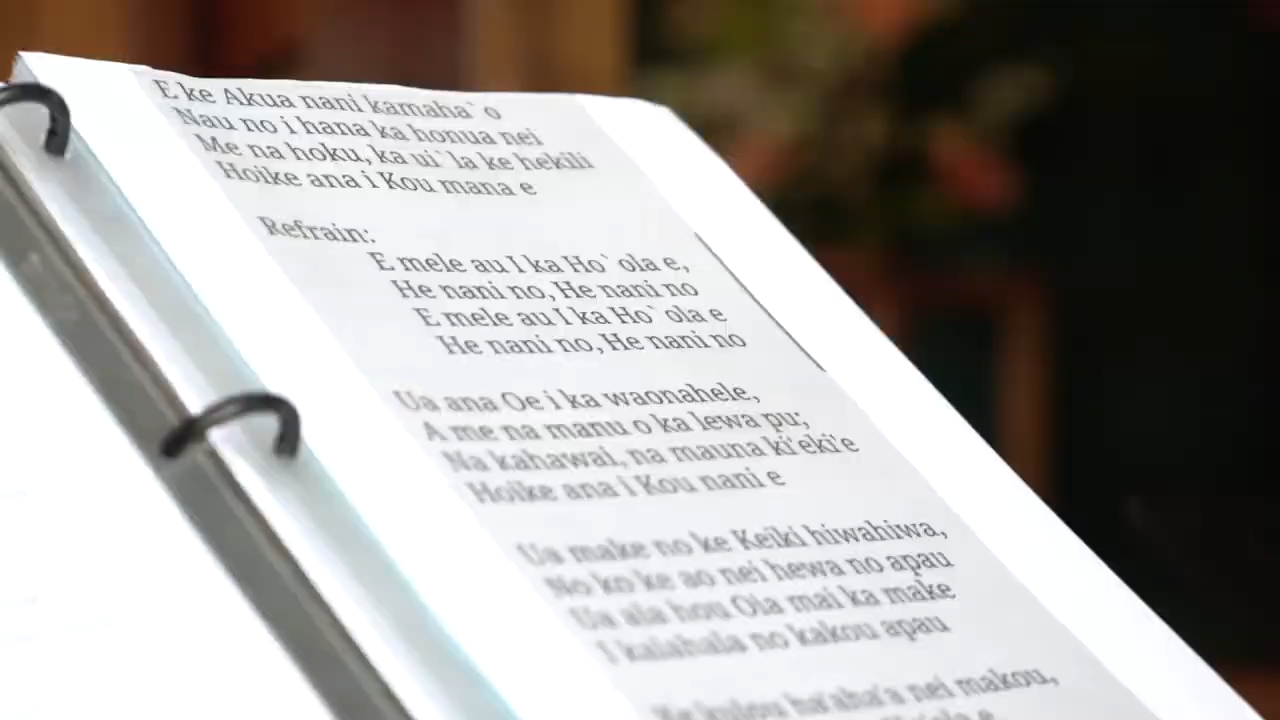 E ke Akua nani kamaha` o
Nau no i hana ka honua nei
Me na hoku, ka ui` la ke hekili
Hoike ana i Kou mana e
Refrain:
E mele au I ka Ho` ola e,
He nani no, He nani no
E mele au I ka Ho` ola e
He nani no, He nani no
Ua ana Oe i ka waonahele,
A me na manu o ka lewa pu;
Na kahawai, na mauna ki'eki'e
Hoike ana i Kou nani e
Ua make no ke Keiki hiwahiwa,
No ko ke ao nei hewa no apau
Ua ala hou Ola mai ka make
I kalahala no kakou apau
ha'aha'a nei makou,